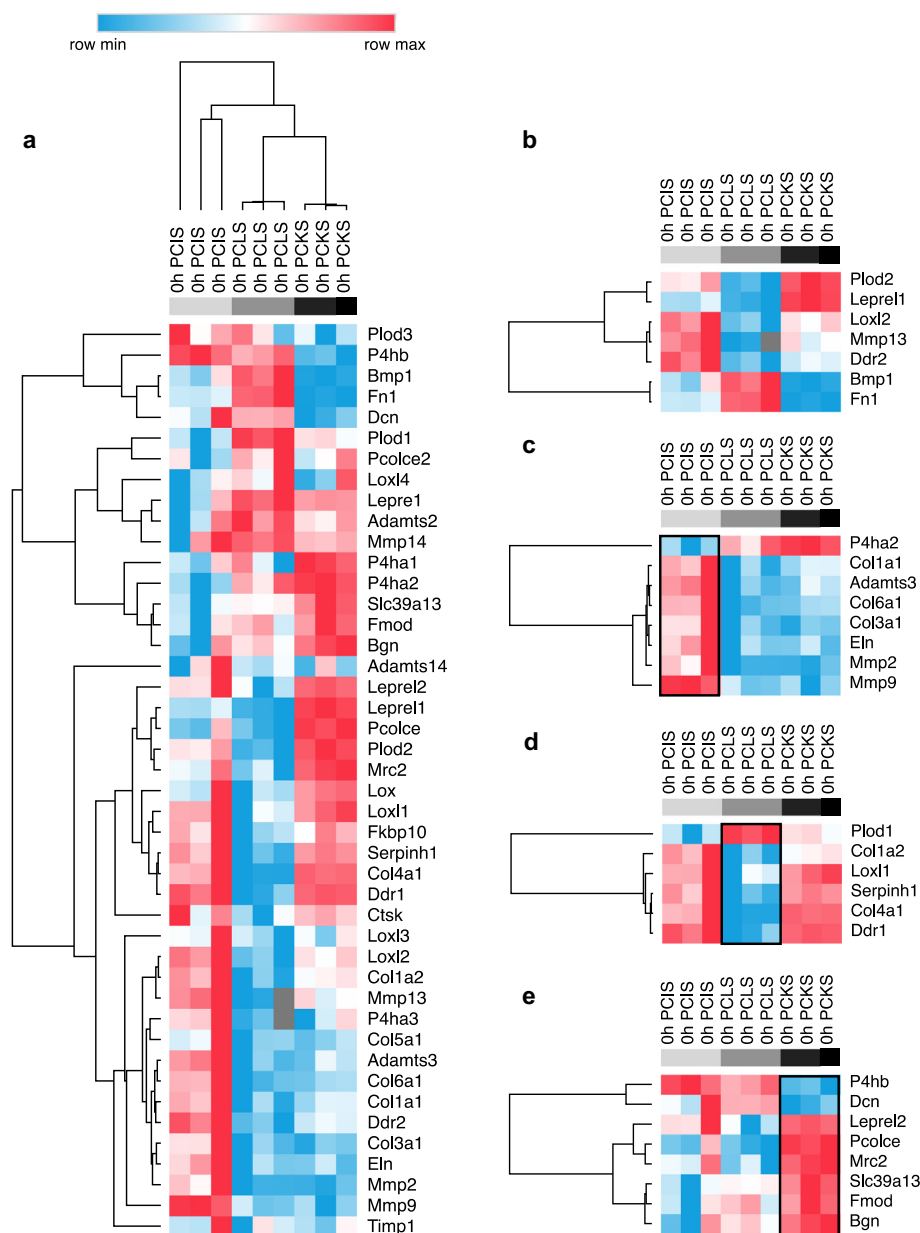 row min
row max
a
0h PCIS
0h PCIS
0h PCIS
0h PCLS
0h PCLS
0h PCLS
0h PCKS
0h PCKS
0h PCKS
Plod3
P4hb
Bmp1
Fn1
Dcn
Plod1
Pcolce2
Loxl4
Lepre1
Adamts2
Mmp14
P4ha1
P4ha2
Slc39a13
Fmod
Bgn
Adamts14
Leprel2
Leprel1
Pcolce
Plod2
Mrc2
Lox
Loxl1
Fkbp10
Serpinh1
Col4a1
Ddr1
Ctsk
Loxl3
Loxl2
Col1a2
Mmp13
P4ha3
Col5a1
Adamts3
Col6a1
Col1a1
Ddr2
Col3a1
Eln
Mmp2
Mmp9
Timp1
b
0h PCIS
0h PCIS
0h PCIS
0h PCLS
0h PCLS
0h PCLS
0h PCKS
0h PCKS
0h PCKS
Plod2
Leprel1
Loxl2
Mmp13
Ddr2
Bmp1
Fn1
c
0h PCIS
0h PCIS
0h PCIS
0h PCLS
0h PCLS
0h PCLS
0h PCKS
0h PCKS
0h PCKS
P4ha2
Col1a1
Adamts3
Col6a1
Col3a1
Eln
Mmp2
Mmp9
d
0h PCIS
0h PCIS
0h PCIS
0h PCLS
0h PCLS
0h PCLS
0h PCKS
0h PCKS
0h PCKS
Plod1
Col1a2
Loxl1
Serpinh1
Col4a1
Ddr1
e
0h PCIS
0h PCIS
0h PCIS
0h PCLS
0h PCLS
0h PCLS
0h PCKS
0h PCKS
0h PCKS
P4hb
Dcn
Leprel2
Pcolce
Mrc2
Slc39a13
Fmod
Bgn